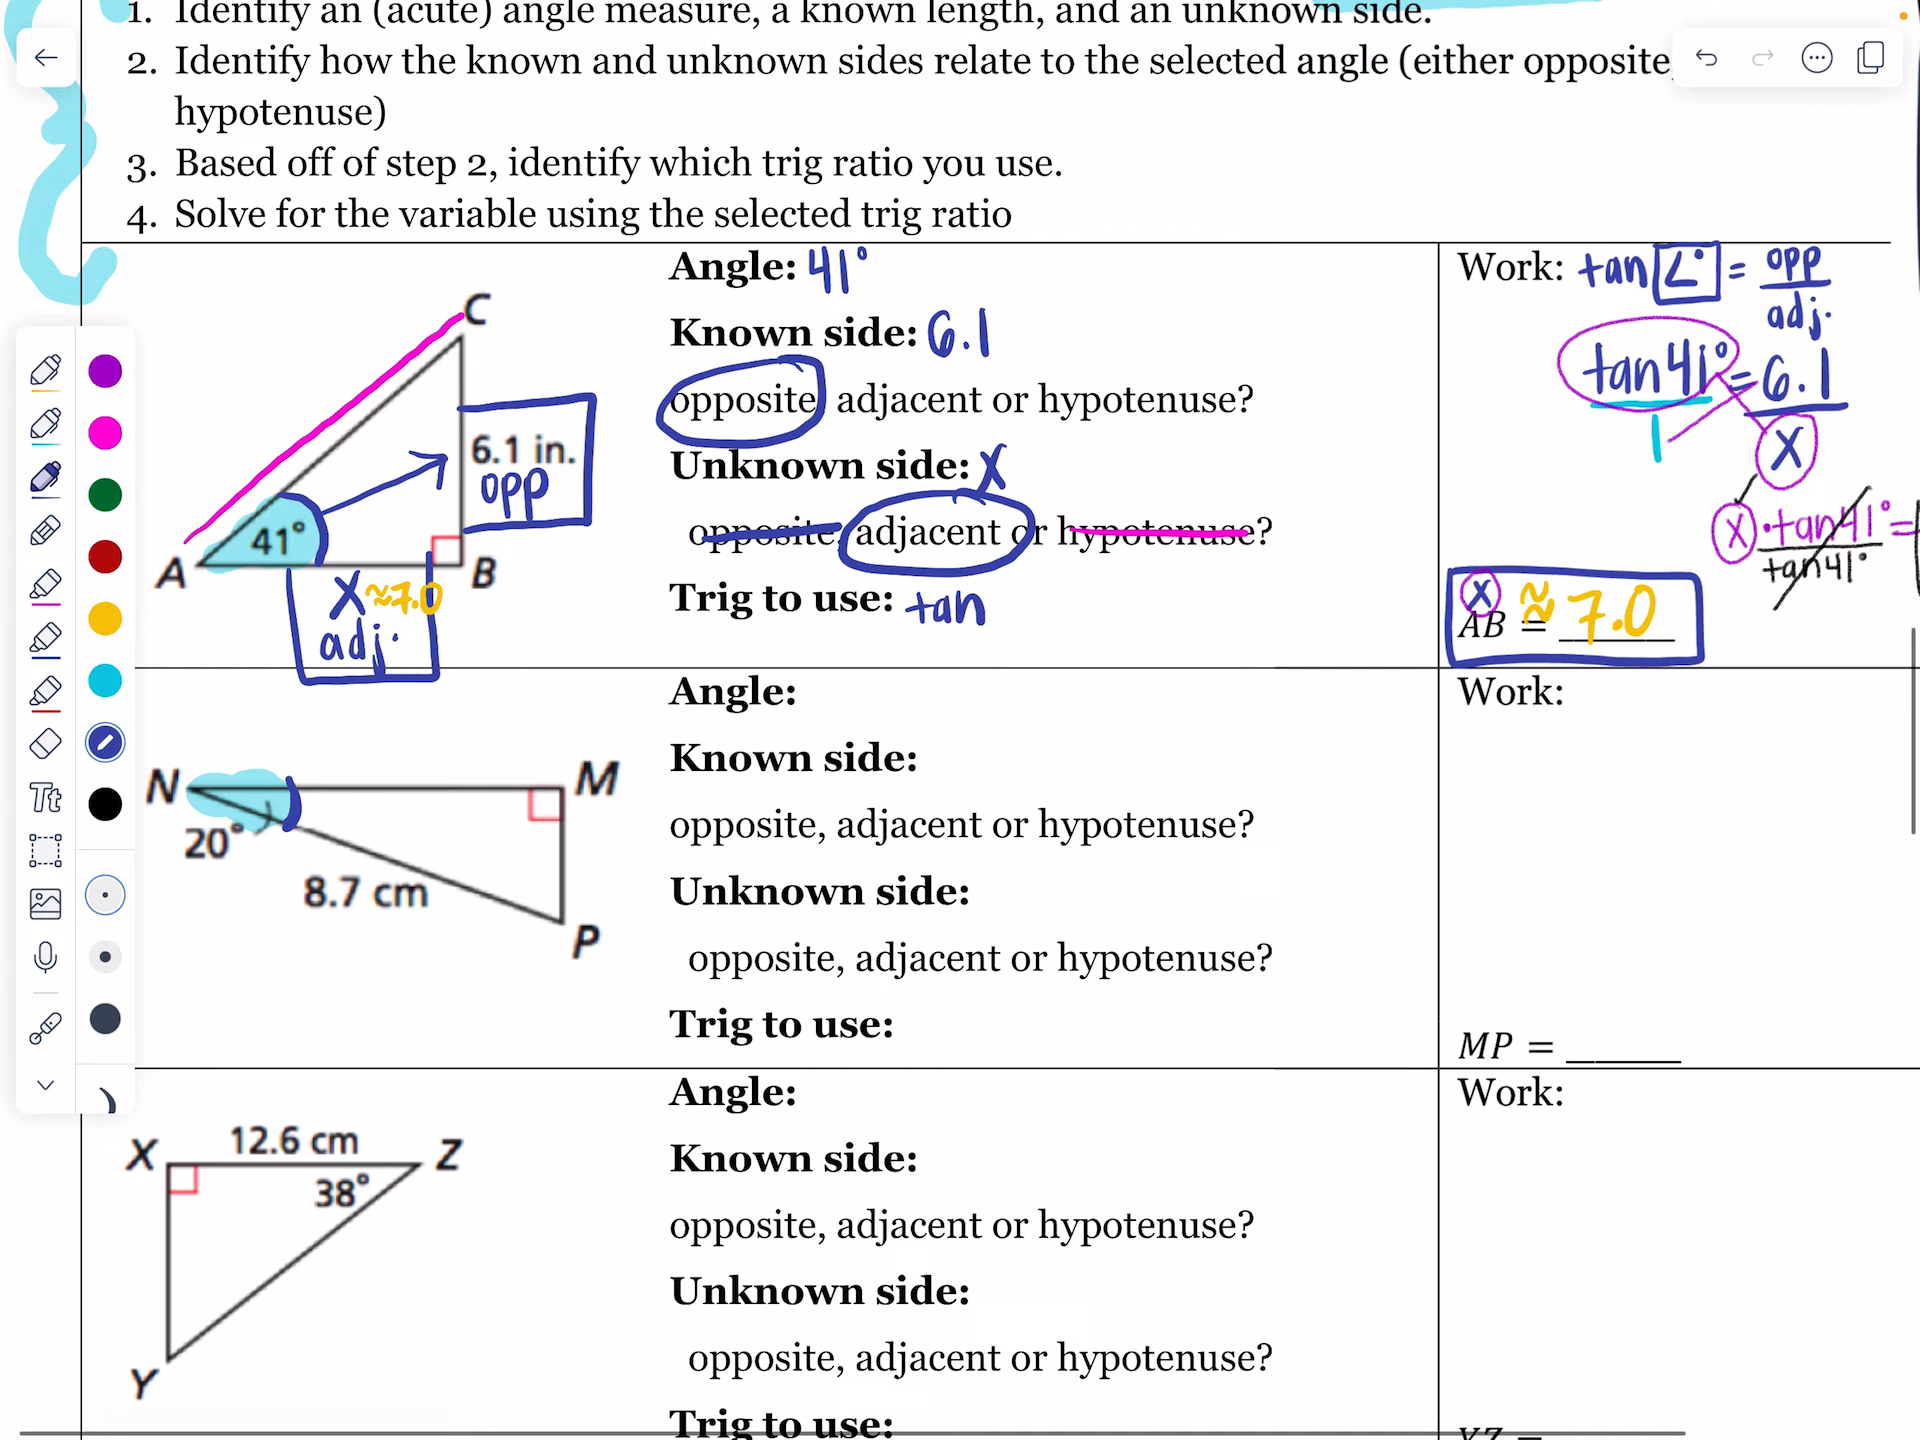 1. Identify an (acute) angle measure, a known length, and an unknown side.
2. Identify how the known and unknown sides relate to the selected angle (either opposite,
hypotenuse)
3. Based off of step 2, identify which trig ratio you use.
4. Solve for the variable using the selected trig ratio
C
6.1 in.
opp
41°
A
B
x ≈7.0
adj.
Angle: 41°
Known side: 6.1
opposite, adjacent or hypotenuse?
Unknown side: x
opposite, adjacent or hypotenuse?
Trig to use: tan
Work: tan ∠° = opp
adj.
tan 41° = 6.1
1 x
x · tan 41° =
tan 41°
x
AB = ≈ 7.0
N
M
20°
8.7 cm
P
Angle:
Known side:
opposite, adjacent or hypotenuse?
Unknown side:
opposite, adjacent or hypotenuse?
Trig to use:
Work:
MP = ______
X
12.6 cm
Z
38°
Y
Angle:
Known side:
opposite, adjacent or hypotenuse?
Unknown side:
opposite, adjacent or hypotenuse?
Trig to use:
Work:
Tt